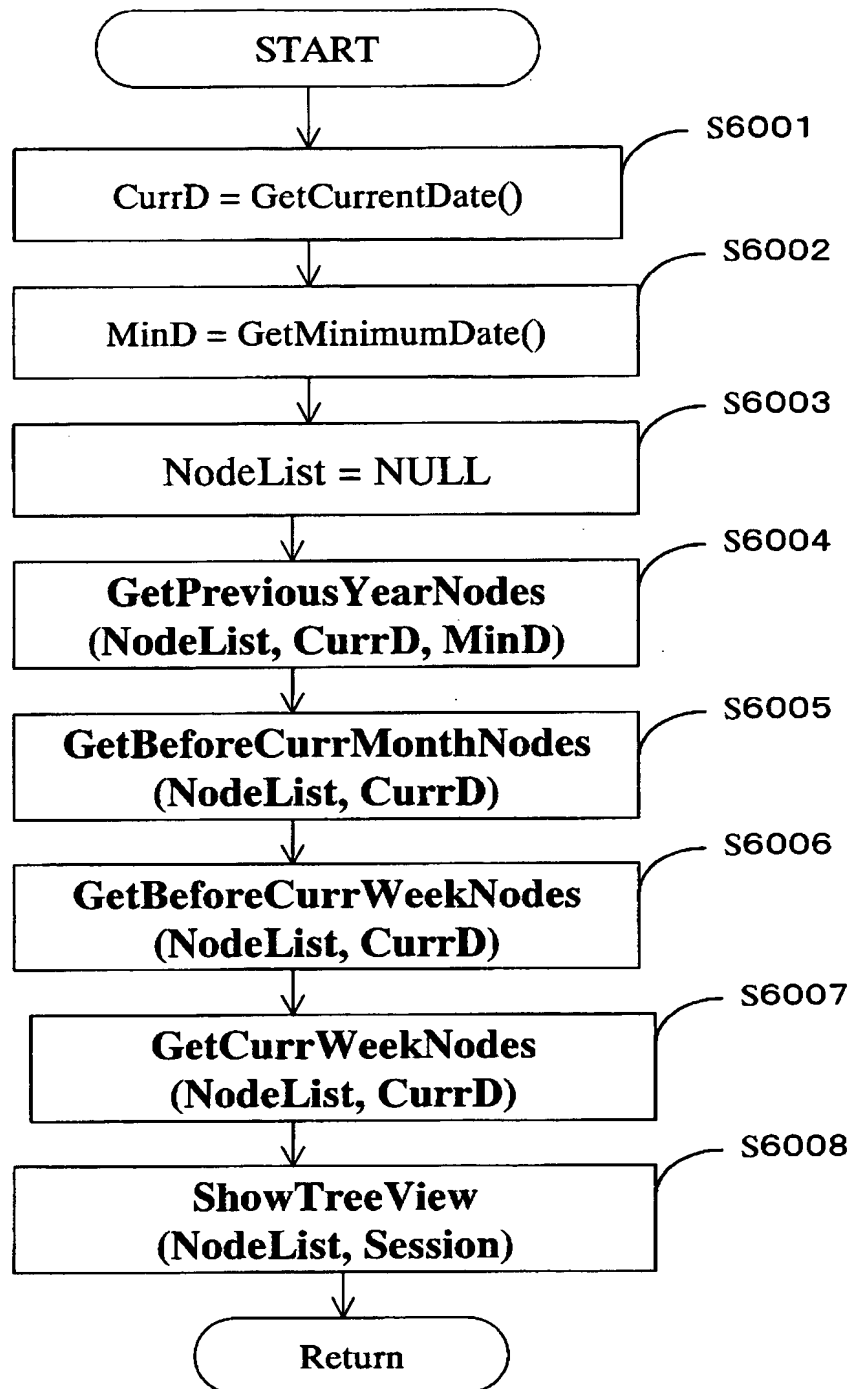 START
S6001
CurrD = GetCurrentDate()
S6002
MinD = GetMinimumDate()
S6003
NodeList = NULL
S6004
GetPreviousYearNodes
(NodeList, CurrD, MinD)
S6005
GetBeforeCurrMonthNodes
(NodeList, CurrD)
S6006
GetBeforeCurrWeekNodes
(NodeList, CurrD)
S6007
GetCurrWeekNodes
(NodeList, CurrD)
S6008
ShowTreeView
(NodeList, Session)
Return